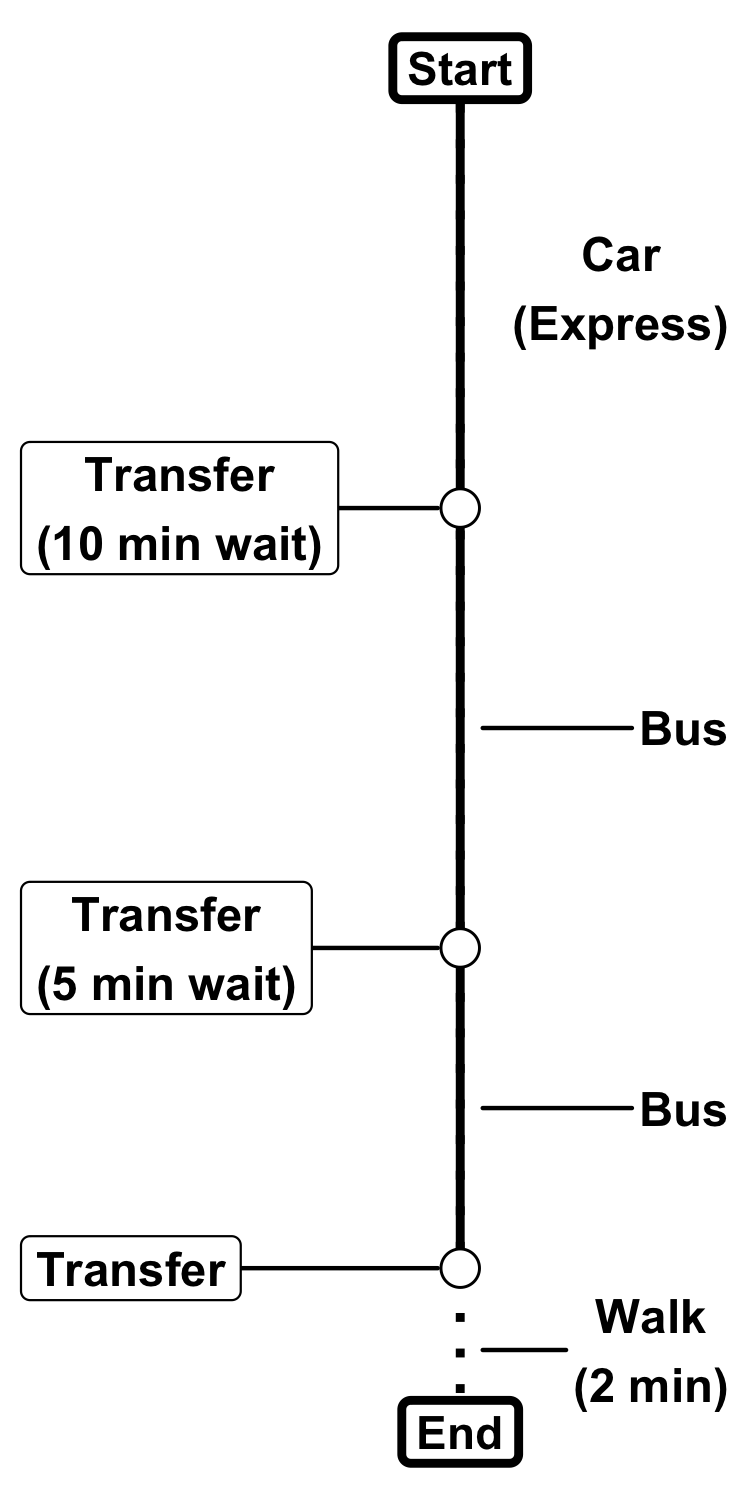 Start
Car
(Express)
Transfer
(10 min wait)
Bus
Transfer
(5 min wait)
Bus
Transfer
Walk
(2 min)
End